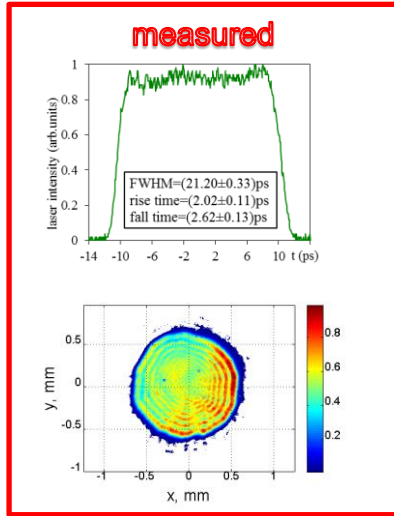 measured
laser intensity (arb.units)
1
0.8
0.6
0.4
0.2
0
FWHM=(21.20±0.33)ps
rise time=(2.02±0.11)ps
fall time=(2.62±0.13)ps
-14 -10 -6 -2 2 6 10 t (ps)
y, mm
0.5
0
-0.5
-1
-1 -0.5 0 0.5 1
x, mm
0.8
0.6
0.4
0.2